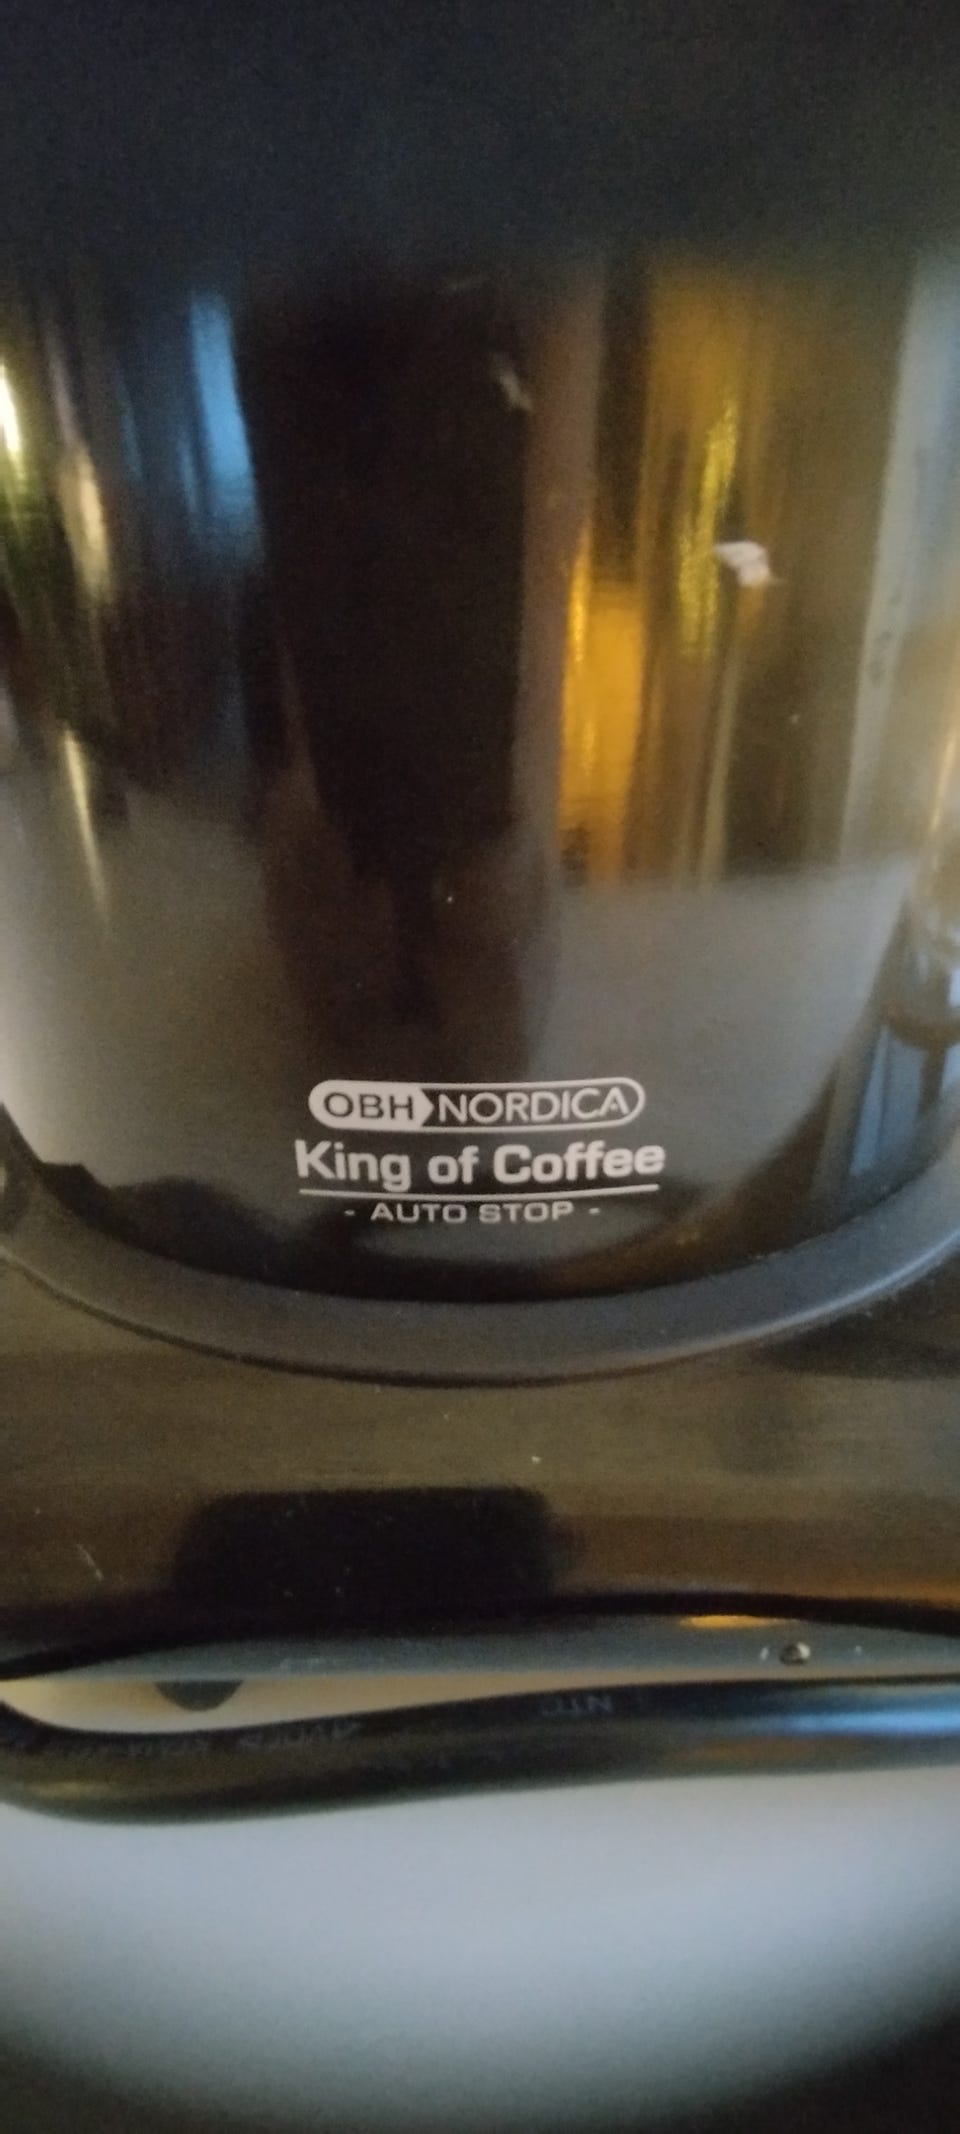 OBH NORDICA
King of Coffee
- AUTO STOP -